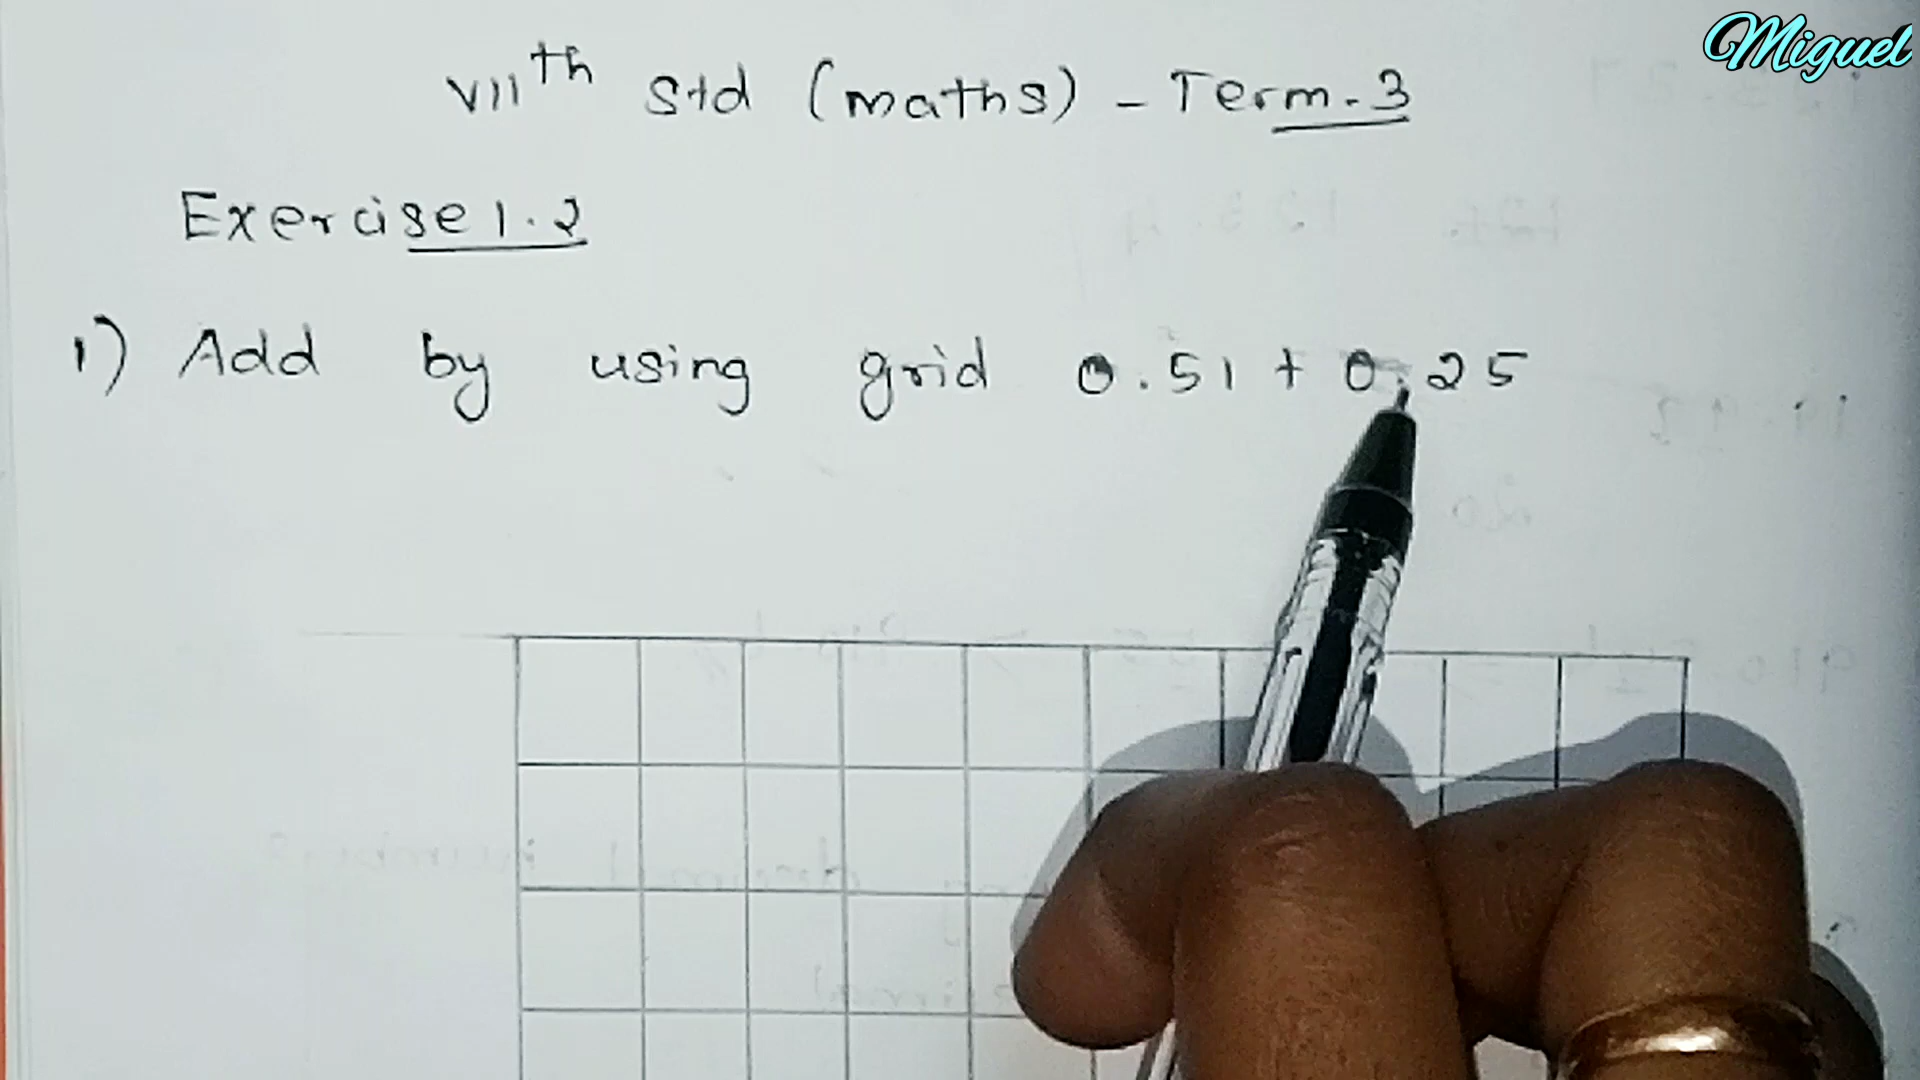 Miguel
VIIth Std (maths) - Term.3
Exercise 1.2
1) Add by using grid 0.51 + 0.25